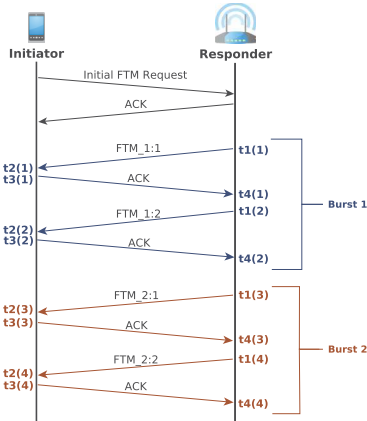 Initiator
Responder
Initial FTM Request
ACK
FTM_1:1
t1(1)
t2(1)
t3(1)
ACK
t4(1)
Burst 1
FTM_1:2
t1(2)
t2(2)
t3(2)
ACK
t4(2)
FTM_2:1
t1(3)
t2(3)
t3(3)
ACK
t4(3)
Burst 2
FTM_2:2
t1(4)
t2(4)
t3(4)
ACK
t4(4)